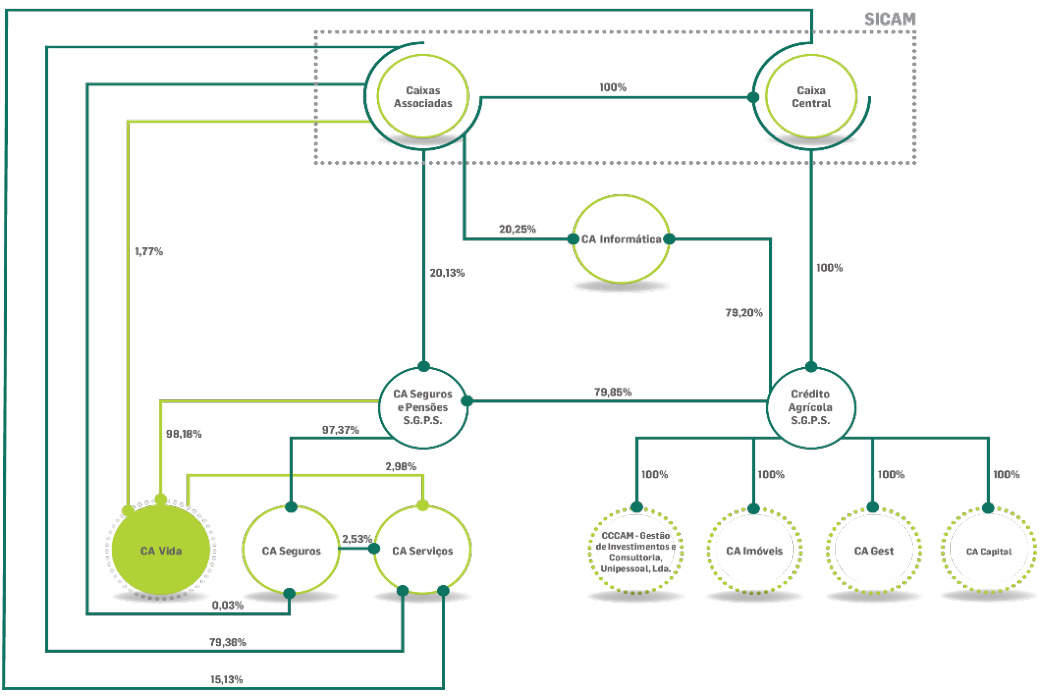 SICAM
Caixas
Associadas
100%
Caixa
Central
1,77%
20,25%
CA Informática
20,13%
100%
79,20%
CA Seguros
e Pensões
S.G.P.S.
79,85%
Crédito
Agrícola
S.G.P.S.
98,18%
97,37%
2,98%
100%
100%
100%
100%
CA Vida
CA Seguros
2,53%
CA Serviços
CCCAM - Gestão
de Investimentos e
Consultoria,
Unipessoal, Lda.
CA Imóveis
CA Gest
CA Capital
0,03%
79,36%
15,13%